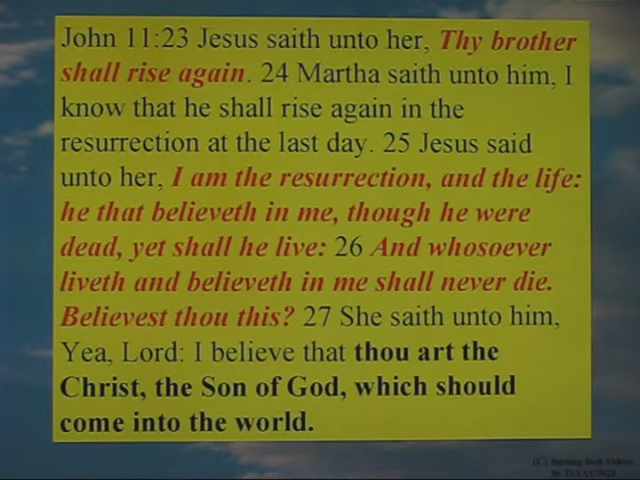 John 11:23 Jesus saith unto her, Thy brother
shall rise again. 24 Martha saith unto him, I
know that he shall rise again in the
resurrection at the last day. 25 Jesus said
unto her, I am the resurrection, and the life:
he that believeth in me, though he were
dead, yet shall he live: 26 And whosoever
liveth and believeth in me shall never die.
Believest thou this? 27 She saith unto him,
Yea, Lord: I believe that thou art the
Christ, the Son of God, which should
come into the world.
(C)